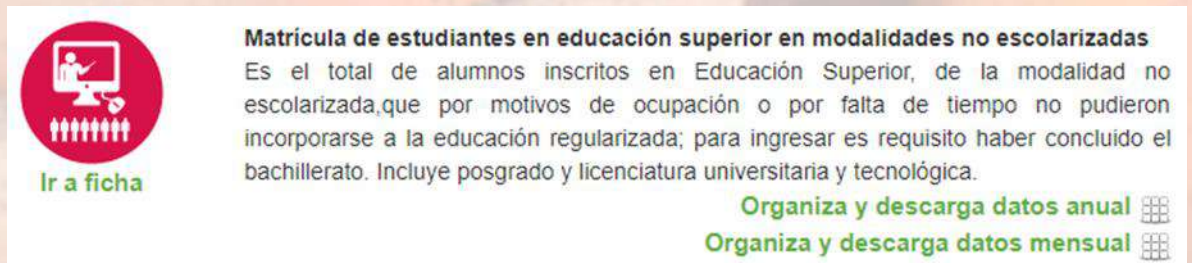 Matrícula de estudiantes en educación superior en modalidades no escolarizadas
Es el total de alumnos inscritos en Educación Superior, de la modalidad no
escolarizada,que por motivos de ocupación o por falta de tiempo no pudieron
incorporarse a la educación regularizada; para ingresar es requisito haber concluido el
bachillerato. Incluye posgrado y licenciatura universitaria y tecnológica.
Ir a ficha
Organiza y descarga datos anual
Organiza y descarga datos mensual